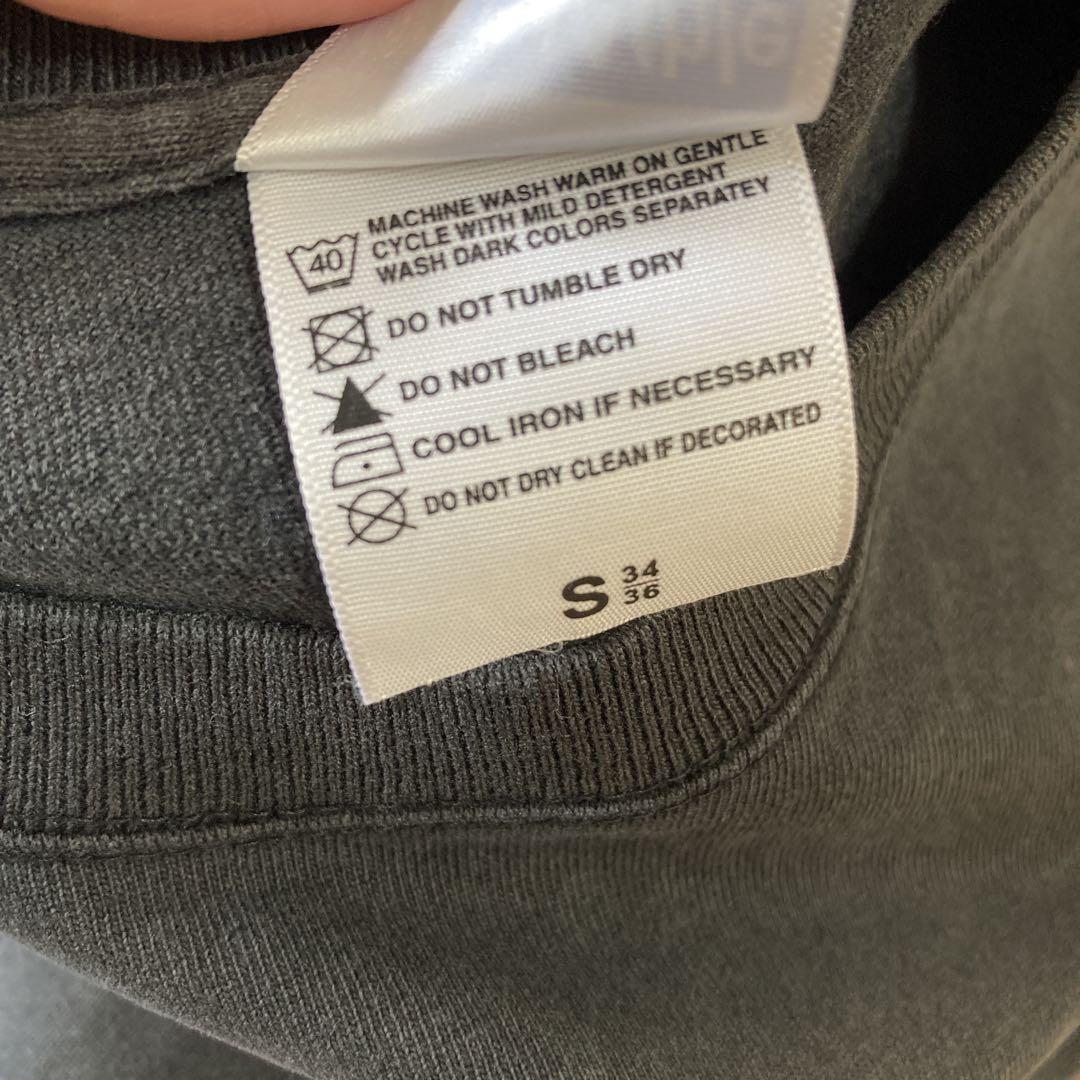 MACHINE WASH WARM ON GENTLE
CYCLE WITH MILD DETERGENT
WASH DARK COLORS SEPARATEY
40
DO NOT TUMBLE DRY
DO NOT BLEACH
COOL IRON IF NECESSARY
DO NOT DRY CLEAN IF DECORATED
S 34
36